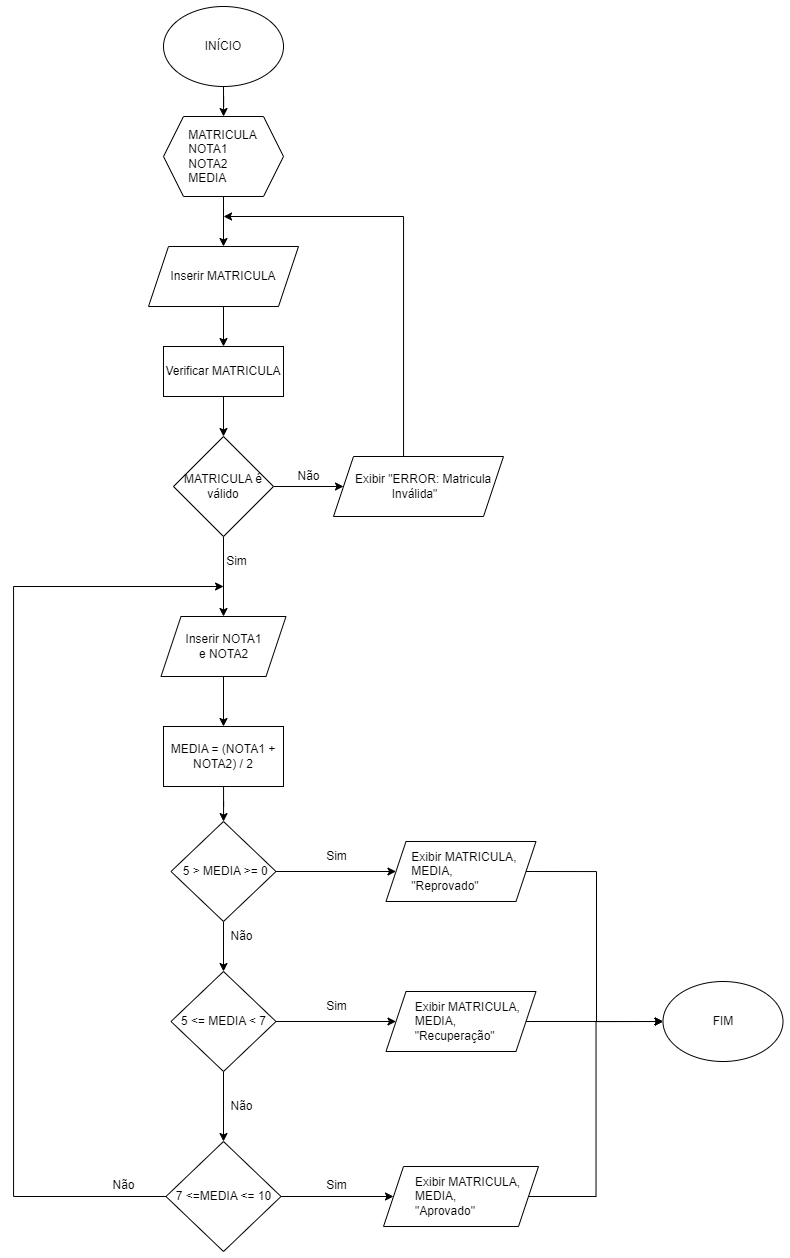 INÍCIO
MATRICULA
NOTA1
NOTA2
MEDIA
Inserir MATRICULA
Verificar MATRICULA
MATRICULA é
válido
Não
Exibir "ERROR: Matricula
Inválida"
Sim
Inserir NOTA1
e NOTA2
MEDIA = (NOTA1 +
NOTA2) / 2
5 > MEDIA >= 0
Sim
Exibir MATRICULA,
MEDIA,
"Reprovado"
Não
5 <= MEDIA < 7
Sim
Exibir MATRICULA,
MEDIA,
"Recuperação"
FIM
Não
7 <=MEDIA <= 10
Não
Sim
Exibir MATRICULA,
MEDIA,
"Aprovado"